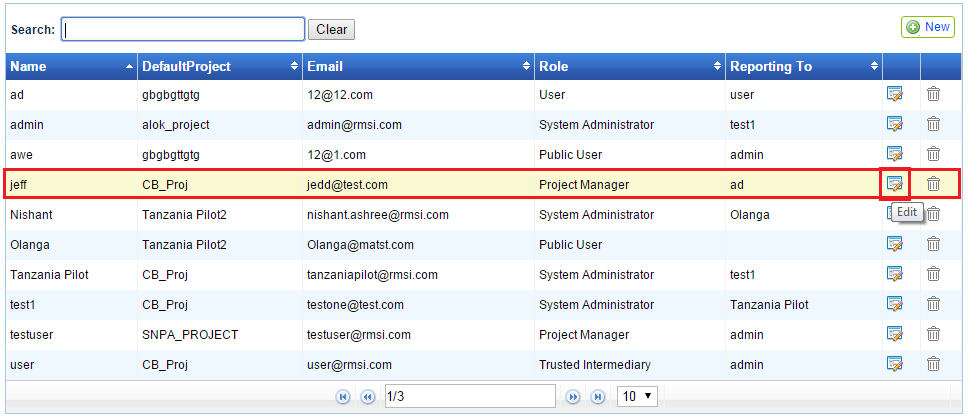 Search: Clear New
Name DefaultProject Email Role Reporting To
ad gbgbgttgtg 12@12.com User user
admin alok_project admin@rmsi.com System Administrator test1
awe gbgbgttgtg 12@1.com Public User admin
jeff CB_Proj jedd@test.com Project Manager ad
Nishant Tanzania Pilot2 nishant.ashree@rmsi.com System Administrator Olanga Edit
Olanga Tanzania Pilot2 Olanga@matst.com Public User
Tanzania Pilot CB_Proj tanzaniapilot@rmsi.com System Administrator test1
test1 CB_Proj testone@test.com System Administrator Tanzania Pilot
testuser SNPA_PROJECT testuser@rmsi.com Project Manager admin
user CB_Proj user@rmsi.com Trusted Intermediary admin
1/3 10